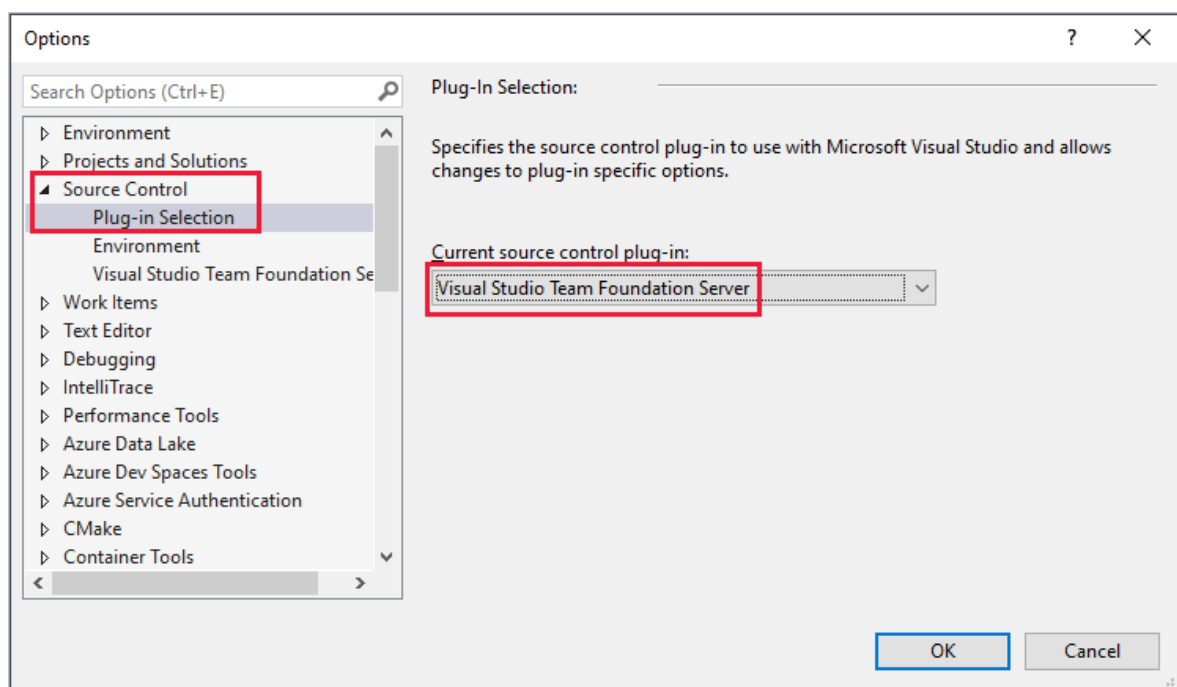 Options
?
Search Options (Ctrl+E)
Environment
Projects and Solutions
Source Control
Plug-in Selection
Environment
Visual Studio Team Foundation Se
Work Items
Text Editor
Debugging
IntelliTrace
Performance Tools
Azure Data Lake
Azure Dev Spaces Tools
Azure Service Authentication
CMake
Container Tools
Plug-In Selection:
Specifies the source control plug-in to use with Microsoft Visual Studio and allows
changes to plug-in specific options.
Current source control plug-in:
Visual Studio Team Foundation Server
OK
Cancel